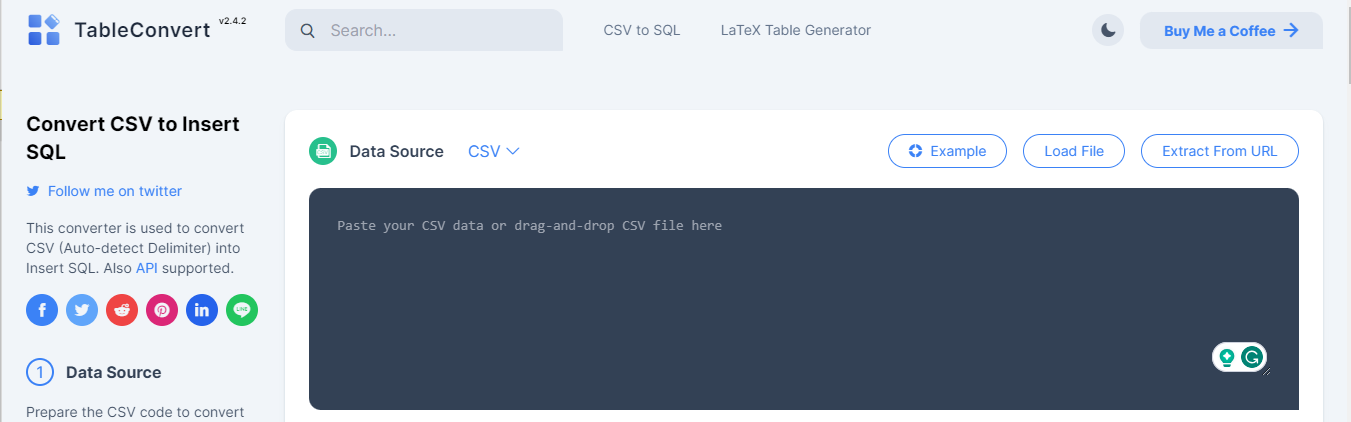 TableConvert v2.4.2
Search...
CSV to SQL
LaTeX Table Generator
Buy Me a Coffee
Convert CSV to Insert
SQL
Follow me on twitter
This converter is used to convert
CSV (Auto-detect Delimiter) into
Insert SQL. Also API supported.
1 Data Source
Prepare the CSV code to convert
Data Source
CSV
Example
Load File
Extract From URL
Paste your CSV data or drag-and-drop CSV file here